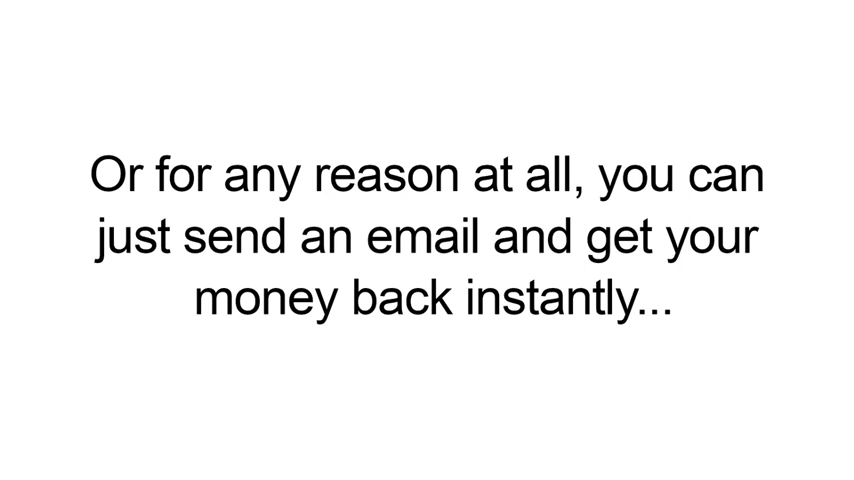 Or for any reason at all, you can
just send an email and get your
money back instantly...